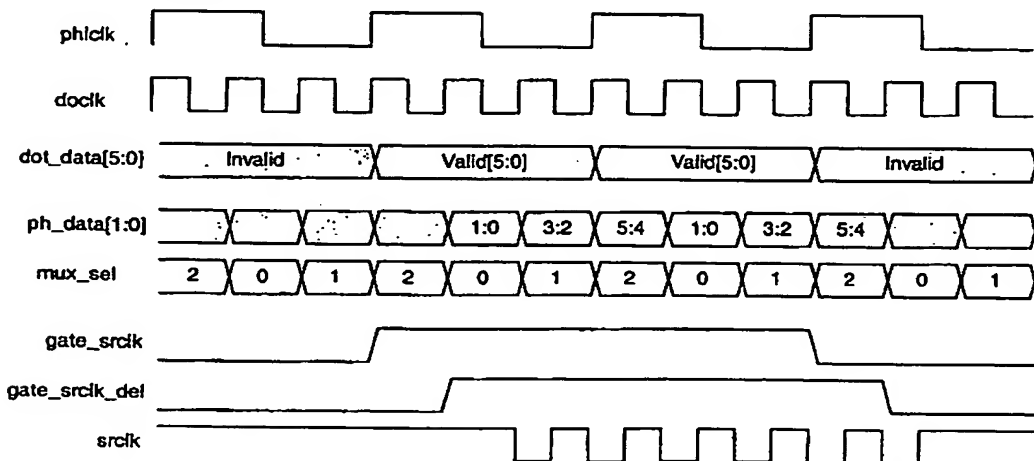 phiclk
doclk
dot_data[5:0] Invalid Valid[5:0] Valid[5:0] Invalid
ph_data[1:0] 1:0 3:2 5:4 1:0 3:2 5:4
mux_sel 2 0 1 2 0 1 2 0 1 2 0 1
gate_srclk
gate_srclk_del
srclk